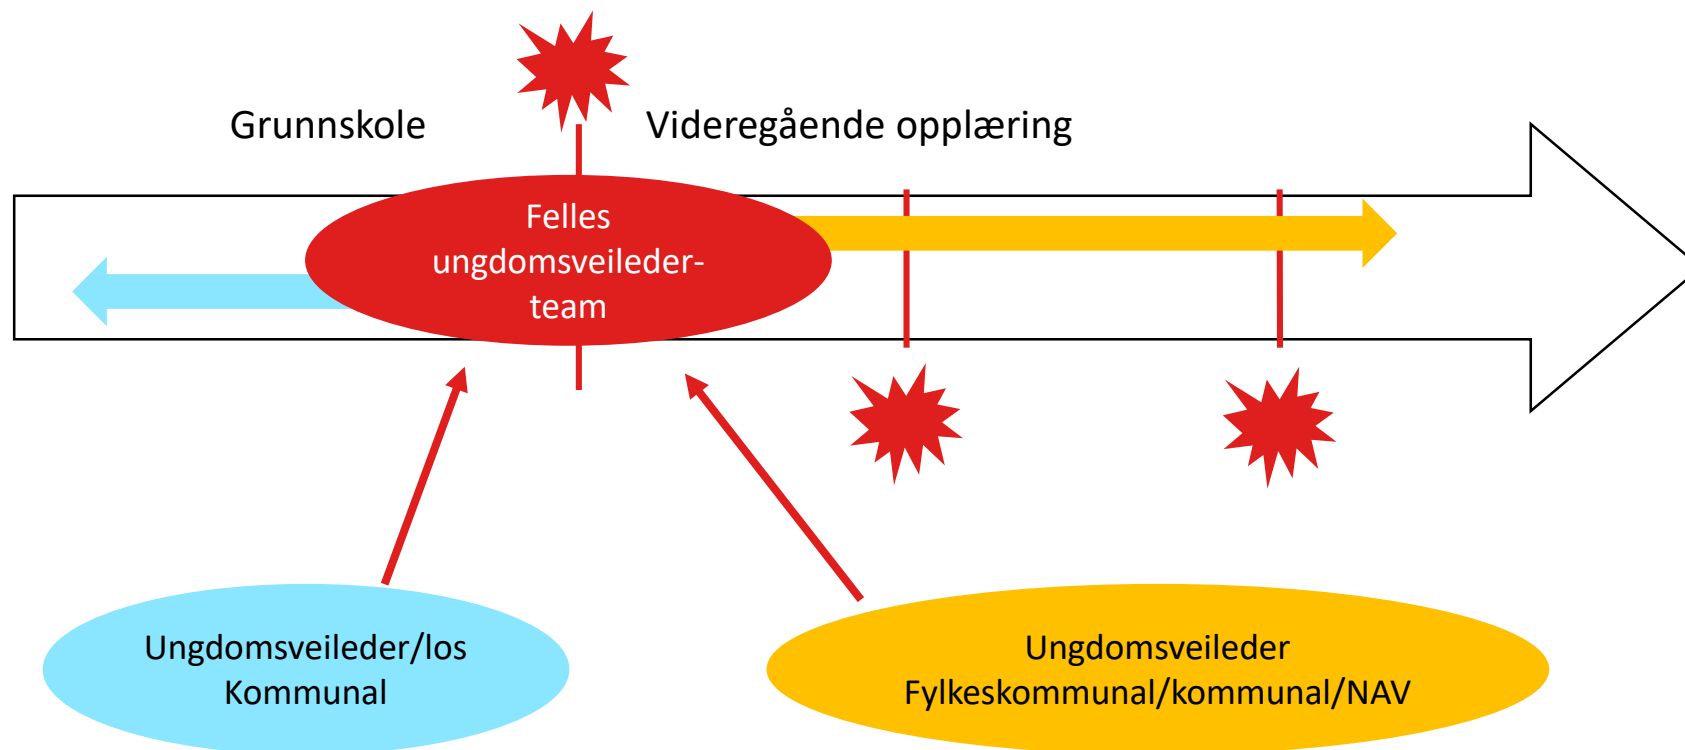 Grunnskole
Videregående opplæring
Felles
ungdomsveileder-
team
Ungdomsveileder/los
Kommunal
Ungdomsveileder
Fylkeskommunal/kommunal/NAV